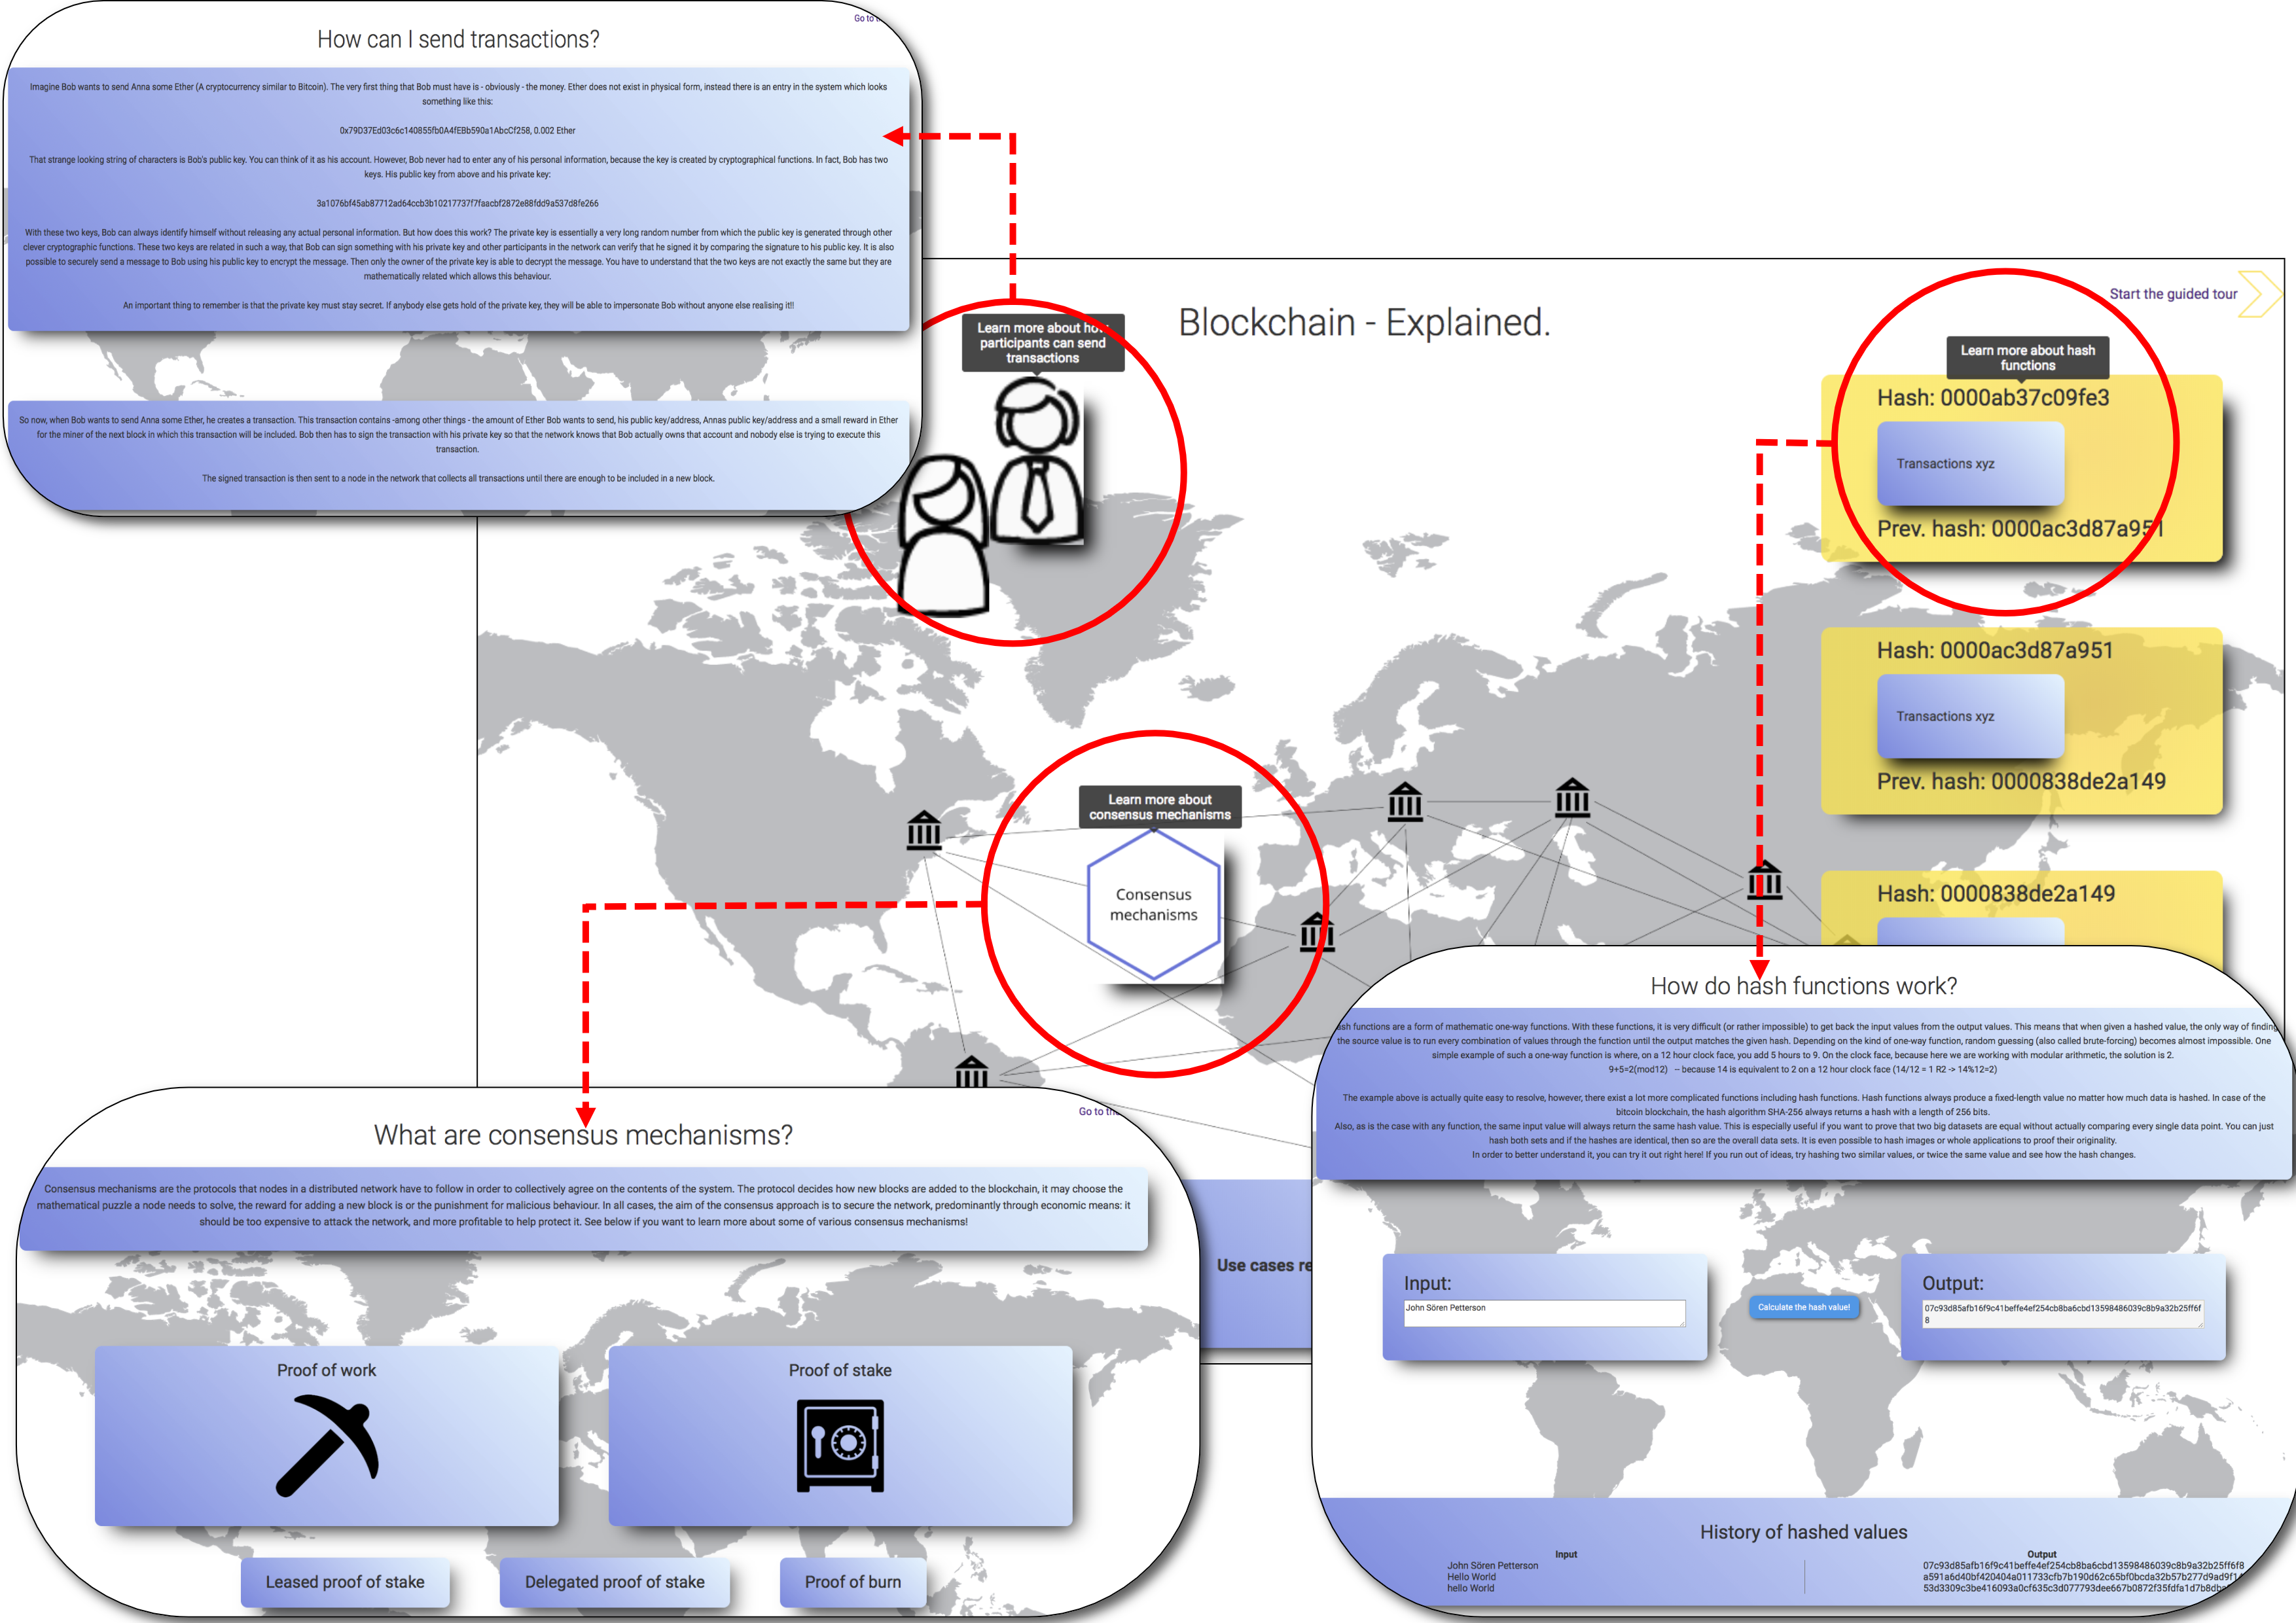 Go to
How can I send transactions?
Imagine Bob wants to send Anna some Ether (A cryptocurrency similar to Bitcoin). The very first thing that Bob must have is - obviously - the money. Ether does not exist in physical form, instead there is an entry in the system which looks
something like this:
0x79D37Ed03c6c140855fb0A4fEBb590a1AbcCf258, 0.002 Ether
That strange looking string of characters is Bob's public key. You can think of it as his account. However, Bob never had to enter any of his personal information, because the key is created by cryptographical functions. In fact, Bob has two
keys. His public key from above and his private key:
3a1076bf45ab87712ad64ccb3b10217737f7faacbf2872e88fdd9a537d8fe266
With these two keys, Bob can always identify himself without releasing any actual personal information. But how does this work? The private key is essentially a very long random number from which the public key is generated through other
clever cryptographic functions. These two keys are related in such a way, that Bob can sign something with his private key and other participants in the network can verify that he signed it by comparing the signature to his public key. It is also
possible to securely send a message to Bob using his public key to encrypt the message. Then only the owner of the private key is able to decrypt the message. You have to understand that the two keys are not exactly the same but they are
mathematically related which allows this behaviour.
An important thing to remember is that the private key must stay secret. If anybody else gets hold of the private key, they will be able to impersonate Bob without anyone else realising it!!
So now, when Bob wants to send Anna some Ether, he creates a transaction. This transaction contains -among other things - the amount of Ether Bob wants to send, his public key/address, Annas public key/address and a small reward in Ether
for the miner of the next block in which this transaction will be included. Bob then has to sign the transaction with his private key so that the network knows that Bob actually owns that account and nobody else is trying to execute this
transaction.
The signed transaction is then sent to a node in the network that collects all transactions until there are enough to be included in a new block.
Blockchain - Explained.
Start the guided tour
Learn more about how
participants can send
transactions
Learn more about hash
functions
Hash: 0000ab37c09fe3
Transactions xyz
Prev. hash: 0000ac3d87a951
Hash: 0000ac3d87a951
Transactions xyz
Prev. hash: 0000838de2a149
Hash: 0000838de2a149
Learn more about
consensus mechanisms
Consensus
mechanisms
Use cases
Go to
What are consensus mechanisms?
Consensus mechanisms are the protocols that nodes in a distributed network have to follow in order to collectively agree on the contents of the system. The protocol decides how new blocks are added to the blockchain, it may choose the
mathematical puzzle a node needs to solve, the reward for adding a new block is or the punishment for malicious behaviour. In all cases, the aim of the consensus approach is to secure the network, predominantly through economic means: it
should be too expensive to attack the network, and more profitable to help protect it. See below if you want to learn more about some of various consensus mechanisms!
Proof of work
Proof of stake
Leased proof of stake
Delegated proof of stake
Proof of burn
How do hash functions work?
functions are a form of mathematic one-way functions. With these functions, it is very difficult (or rather impossible) to get back the input values from the output values. This means that when given a hashed value, the only way of finding
the source value is to run every combination of values through the function until the output matches the given hash. Depending on the kind of one-way function, random guessing (also called brute-forcing) becomes almost impossible. One
simple example of such a one-way function is where, on a 12 hour clock face, you add 5 hours to 9. On the clock face, because here we are working with modular arithmetic, the solution is 2.
9+5=2(mod12) -- because 14 is equivalent to 2 on a 12 hour clock face (14/12 = 1 R2 -> 14%12=2)
The example above is actually quite easy to resolve, however, there exist a lot more complicated functions including hash functions. Hash functions always produce a fixed-length value no matter how much data is hashed. In case of the
bitcoin blockchain, the hash algorithm SHA-256 always returns a hash with a length of 256 bits.
Also, as is the case with any function, the same input value will always return the same hash value. This is especially useful if you want to prove that two big datasets are equal without actually comparing every single data point. You can just
hash both sets and if the hashes are identical, then so are the overall data sets. It is even possible to hash images or whole applications to proof their originality.
In order to better understand it, you can try it out right here! If you run out of ideas, try hashing two similar values, or twice the same value and see how the hash changes.
Input:
John Sören Petterson
Calculate the hash value!
Output:
07c93d85afb16f9c41beffe4ef254cb8ba6cbd13598486039c8b9a32b25ff6f
8
History of hashed values
Input Output
John Sören Petterson 07c93d85afb16f9c41beffe4ef254cb8ba6cbd13598486039c8b9a32b25ff6f8
Hello World a591a6d40bf420404a011733cfb7b190d62c65bf0bcda32b57b277d9ad9f1
hello World 53d3309c3be416093a0cf635c3d077793dee667b0872f35fdfa1d7b8db